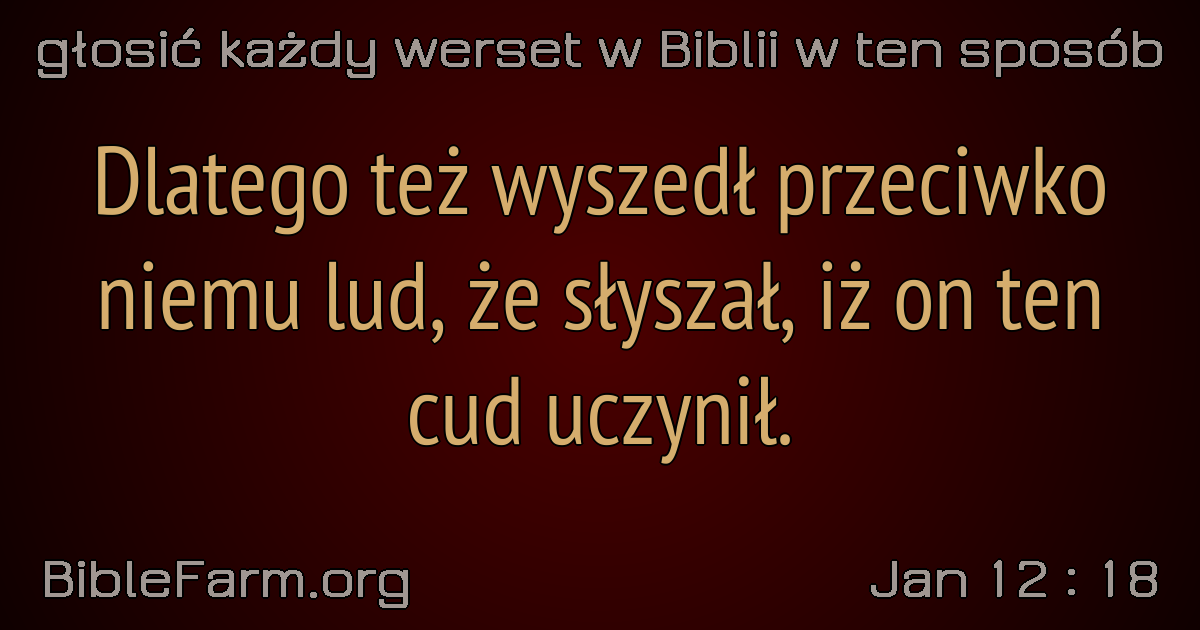 głosić każdy werset w Biblii w ten sposób
Dlatego też wyszedł przeciwko
niemu lud, że słyszał, iż on ten
cud uczynił.
BibleFarm.org
Jan 12 : 18